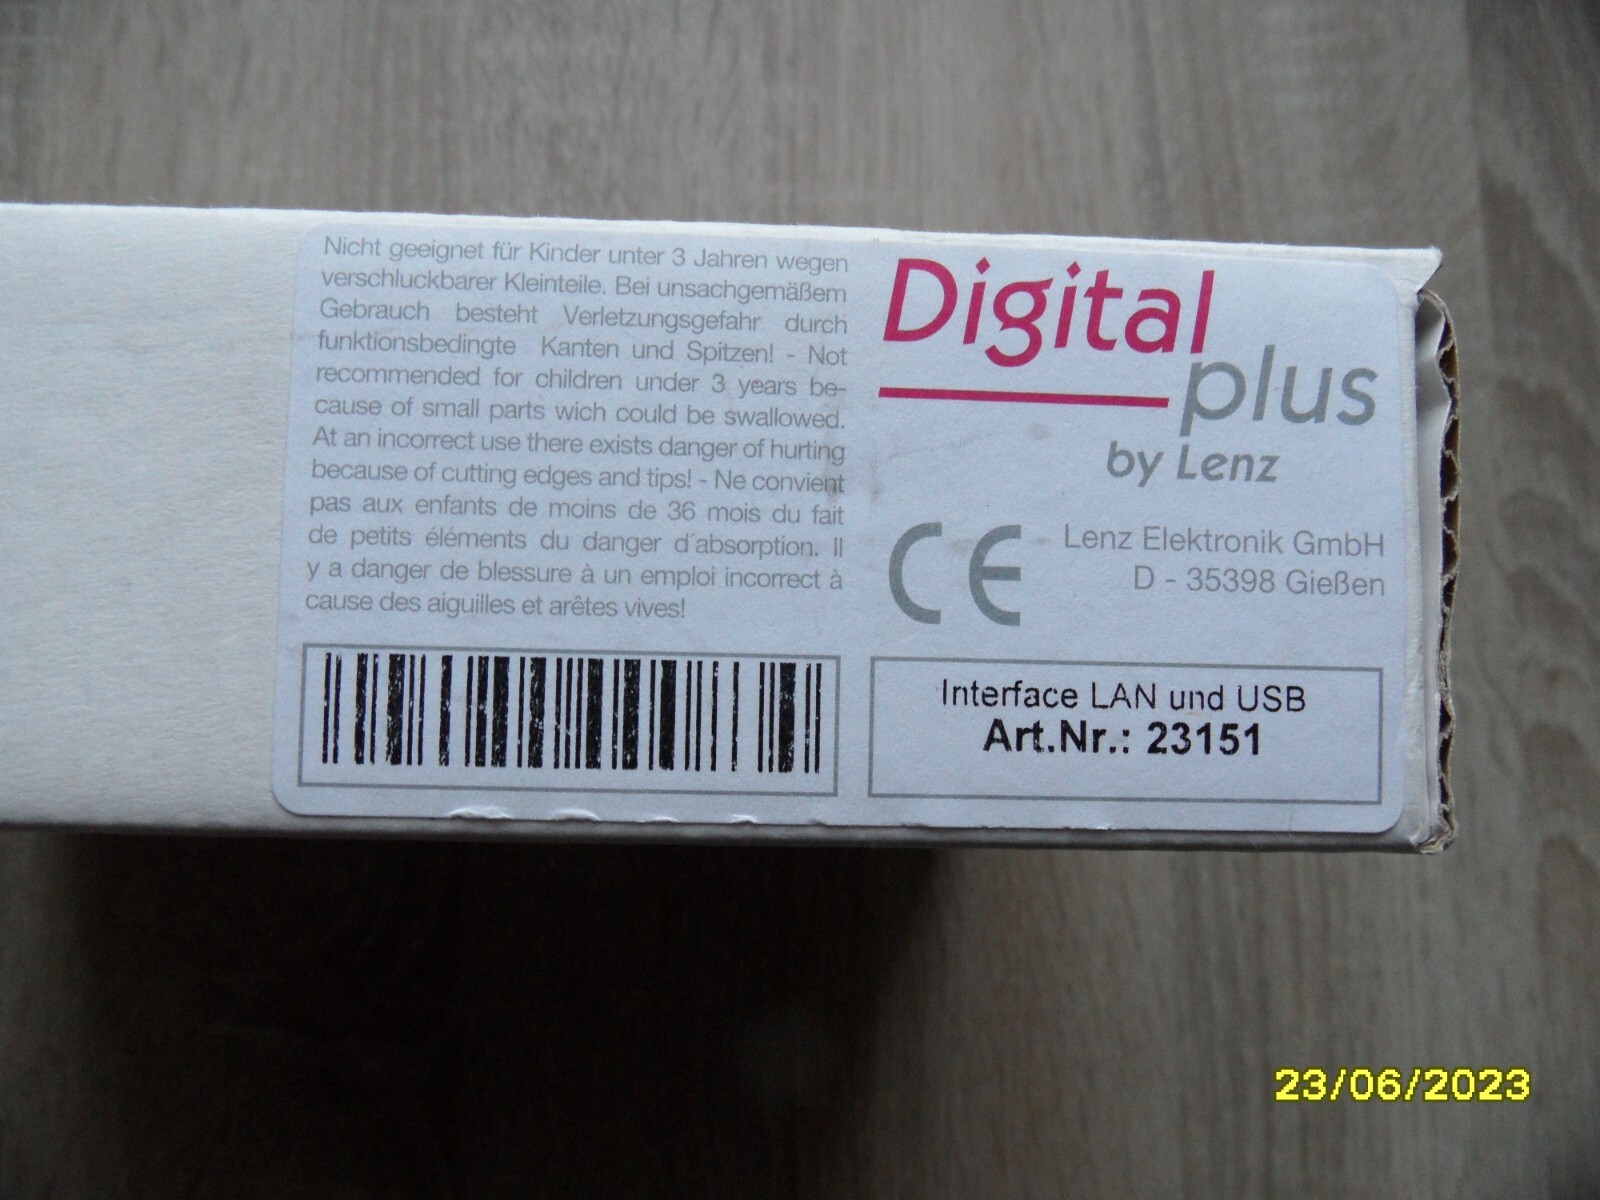 Nicht geeignet für Kinder unter 3 Jahren wegen
verschluckbarer Kleinteile. Bei unsachgemäßem
Gebrauch besteht Verletzungsgefahr durch
funktionsbedingte Kanten und Spitzen! - Not
recommended for children under 3 years be-
cause of small parts wich could be swallowed.
At an incorrect use there exists danger of hurting
because of cutting edges and tips! - Ne convient
pas aux enfants de moins de 36 mois du fait
de petits éléments du danger d´absorption. Il
y a danger de blessure à un emploi incorrect à
cause des aiguilles et arêtes vives!
Digital
plus
by Lenz
CE
Lenz Elektronik GmbH
D - 35398 Gießen
Interface LAN und USB
Art.Nr.: 23151
23/06/2023